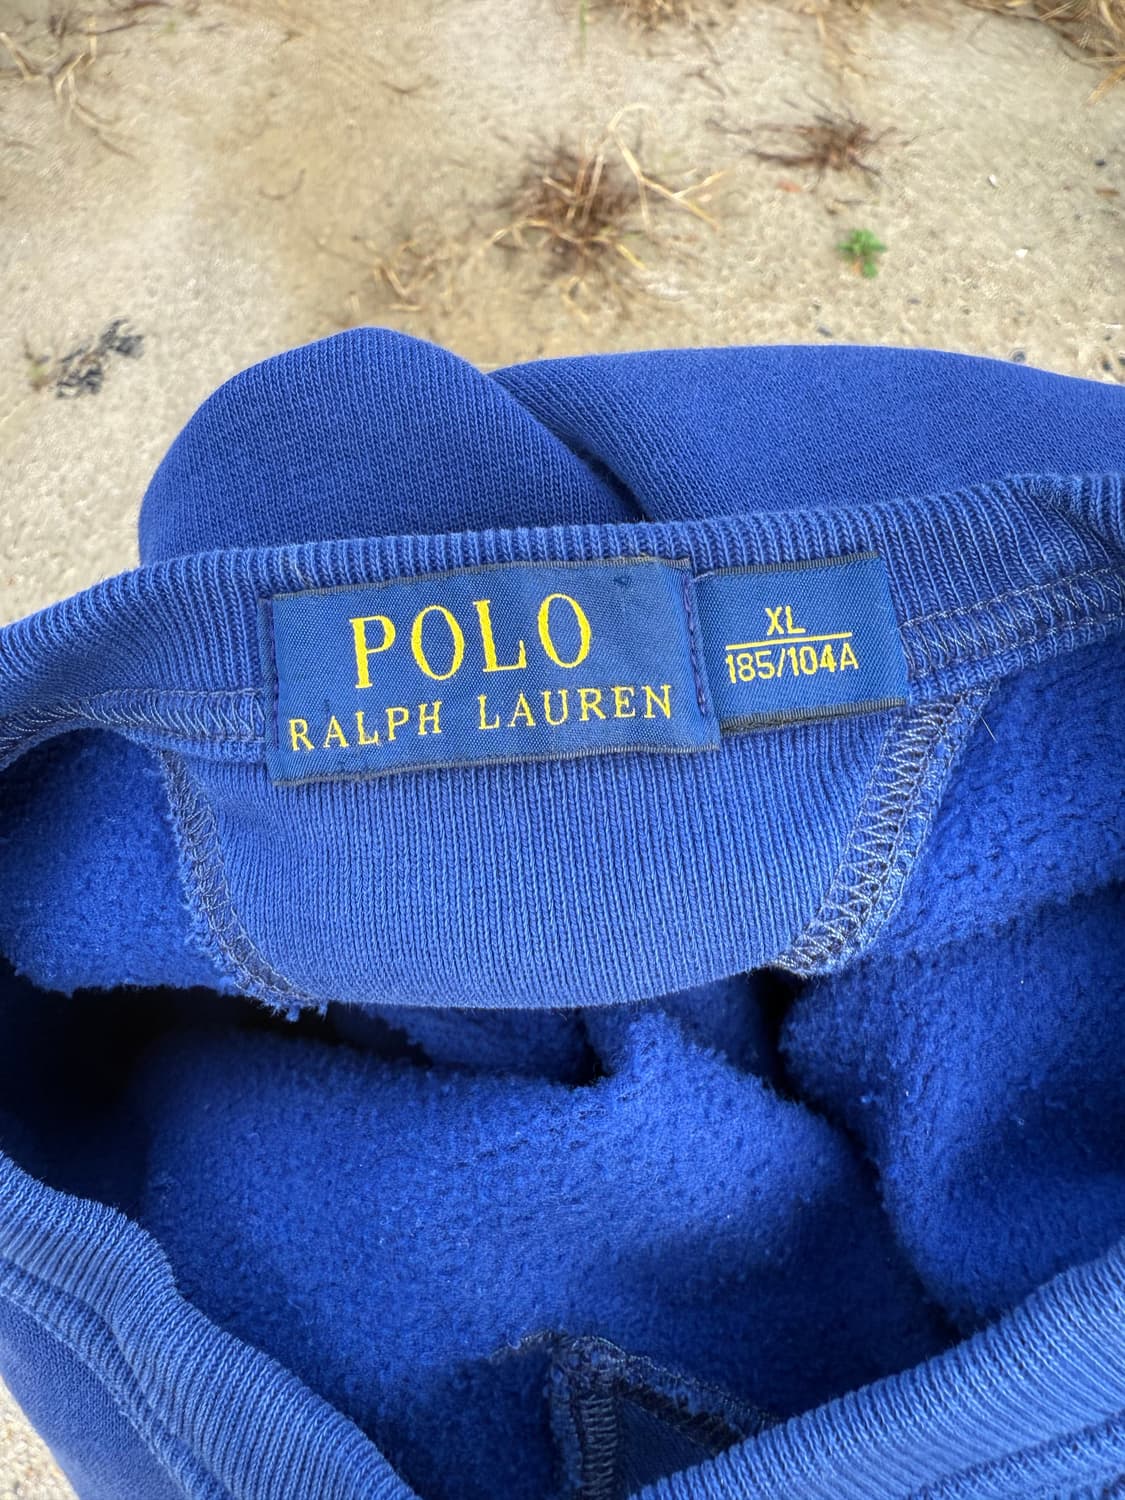 POLO
RALPH LAUREN
XL
185/104A